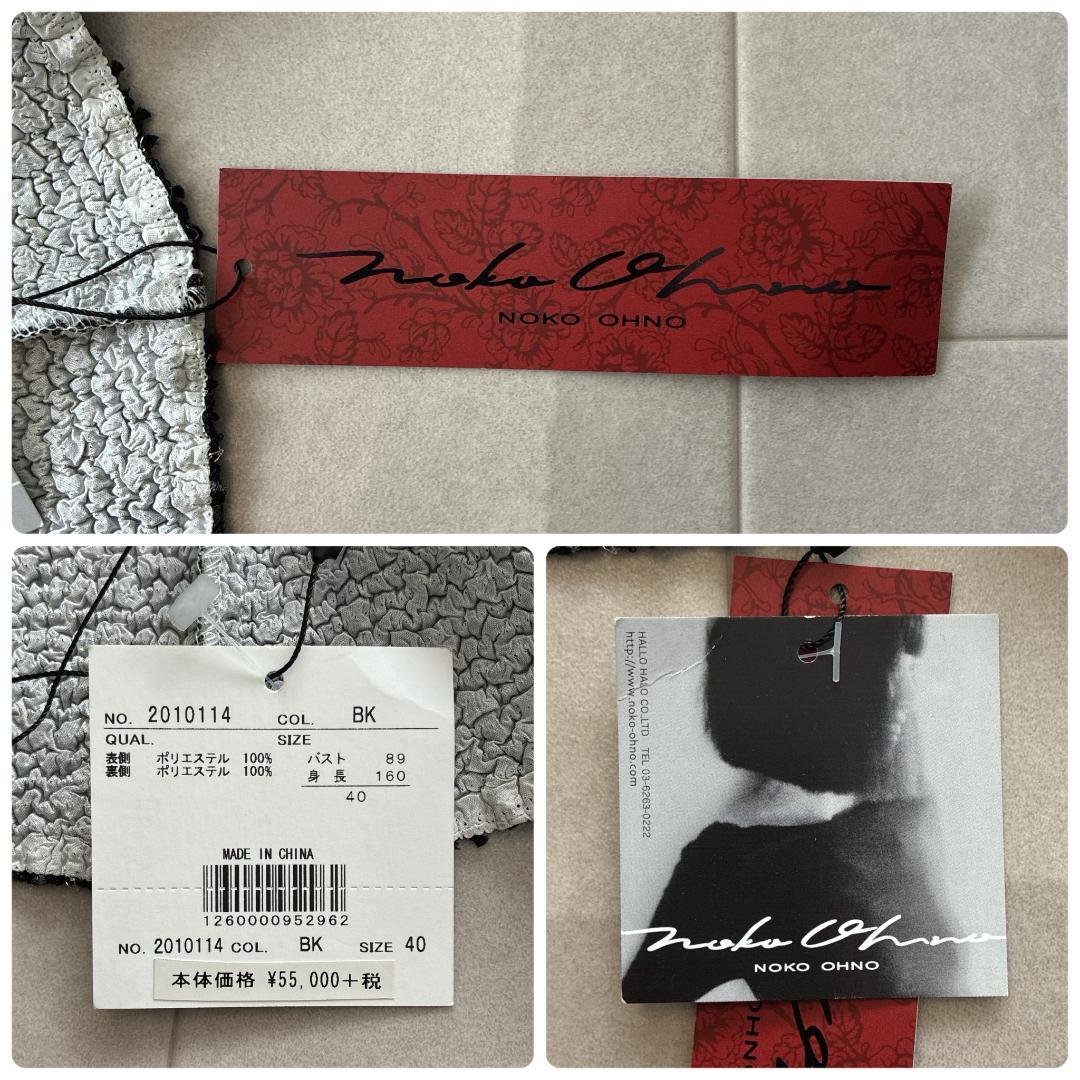 noko Ohno
NOKO OHNO
NO. 2010114 COL. BK
QUAL. SIZE
表側 ポリエステル 100% バスト 89
裏側 ポリエステル 100% 身長 160
40
MADE IN CHINA
1260000952962
NO. 2010114 COL. BK SIZE 40
本体価格 ¥55,000+税
HALLO HALO CO.,LTD TEL 03-6263-0222
http://www.noko-ohno.com
noko Ohno
NOKO OHNO